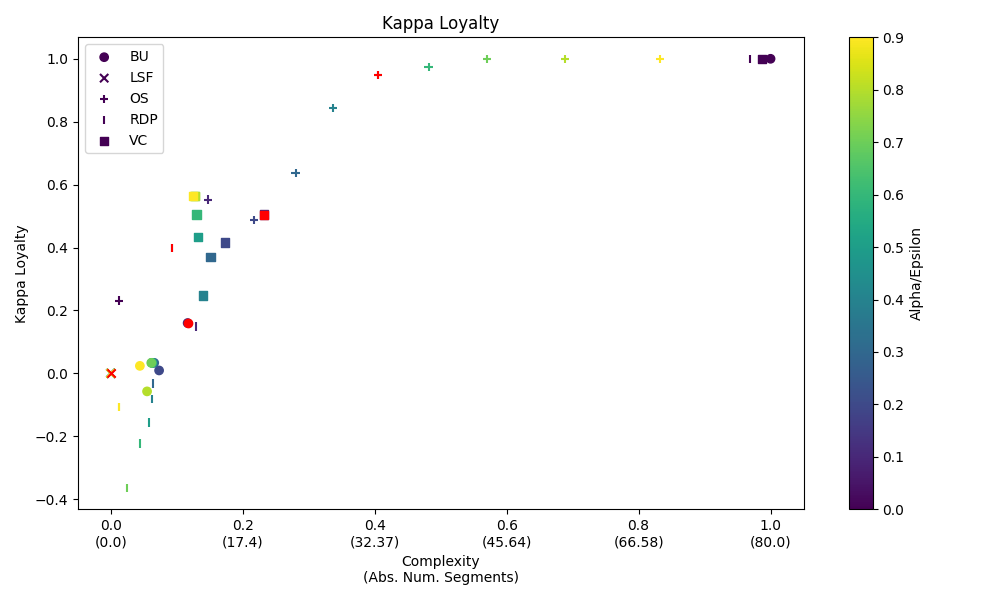 Kappa Loyalty
BU
LSF
OS
RDP
VC
Kappa Loyalty
1.0
0.8
0.6
0.4
0.2
0.0
−0.2
−0.4
0.0 0.2 0.4 0.6 0.8 1.0
(0.0) (17.4) (32.37) (45.64) (66.58) (80.0)
Complexity
(Abs. Num. Segments)
0.9
0.8
0.7
0.6
0.5
0.4
0.3
0.2
0.1
0.0
Alpha/Epsilon